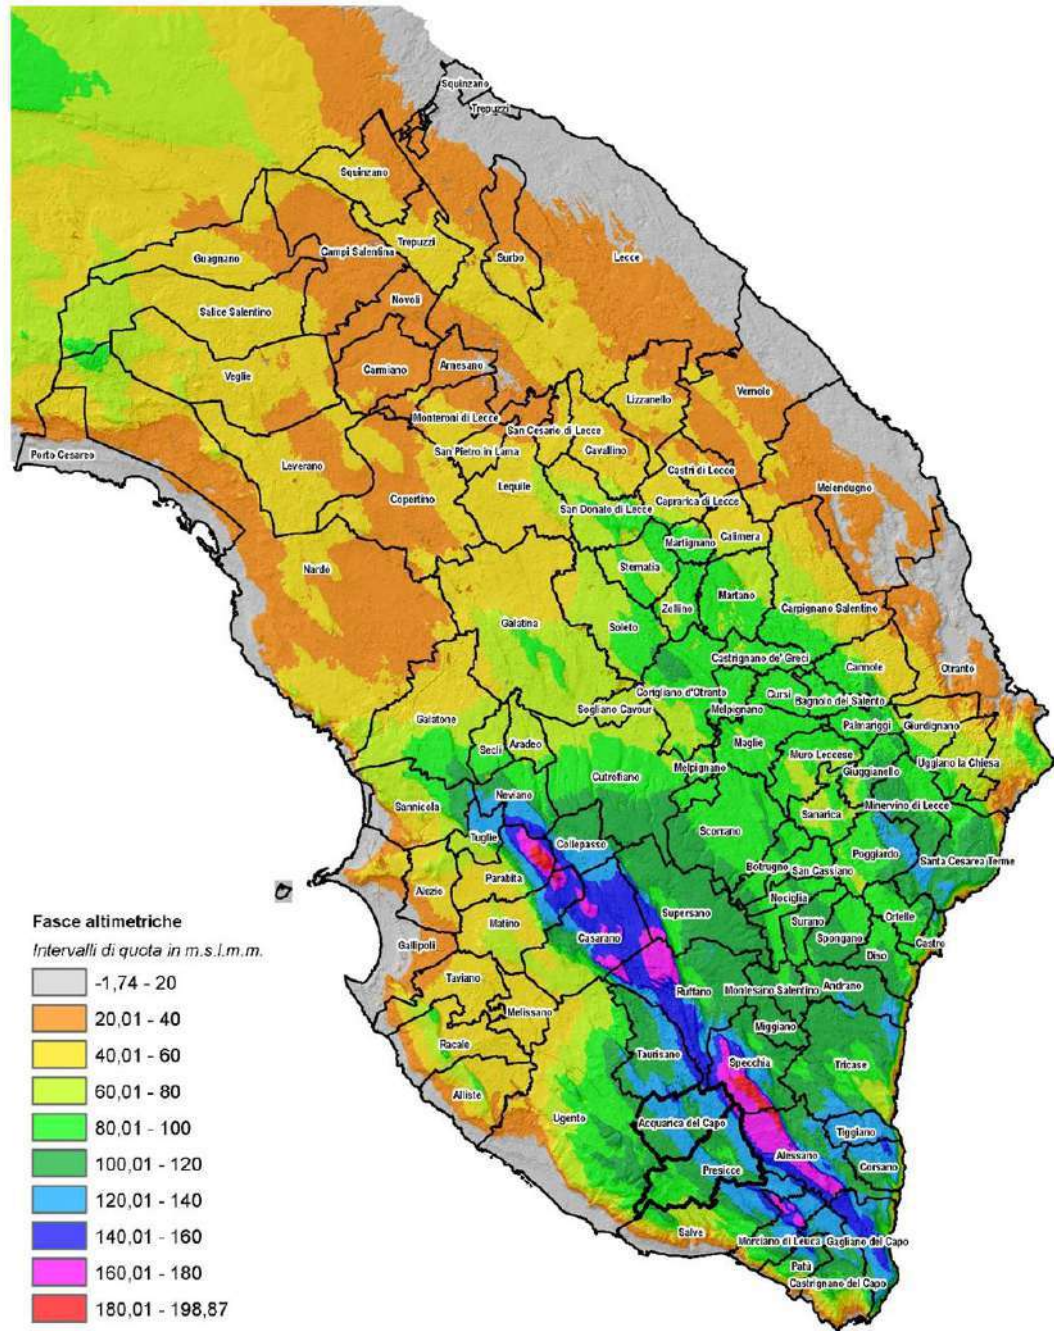 Squinzano
Trepuzzi
Squinzano
Trepuzzi
Surbo
Lecce
Guagnano
Campi Salentina
Salice Salentino
Novoli
Veglie
Carmiano
Arnesano
Vernole
Lizzanello
Monteroni di Lecce
San Cesario di Lecce
Cavallino
San Pietro in Lama
Porto Cesareo
Leverano
Castri di Lecce
Copertino
Lequile
Melendugno
Caprarica di Lecce
San Donato di Lecce
Calimera
Martignano
Nardò
Sternatia
Martano
Zollino
Carpignano Salentino
Galatina
Soleto
Castrignano de' Greci
Cannole
Otranto
Corigliano d'Otranto
Cursi
Bagnolo del Salento
Sogliano Cavour
Melpignano
Galatone
Palmariggi
Giurdignano
Seclì
Aradeo
Maglie
Muro Leccese
Uggiano la Chiesa
Melpignano
Giuggianello
Cutrofiano
Neviano
Sannicola
Minervino di Lecce
Sanarica
Scorrano
Tuglie
Collepasso
Poggiardo
Santa Cesarea Terme
Botrugno
San Cassiano
Parabita
Alezio
Nociglia
Supersano
Surano
Ortelle
Matino
Casarano
Spongano
Castro
Gallipoli
Diso
Taviano
Ruffano
Montesano Salentino
Andrano
Melissano
Miggiano
Racale
Taurisano
Specchia
Tricase
Alliste
Ugento
Acquarica del Capo
Tiggiano
Alessano
Corsano
Presicce
Salve
Morciano di Leuca
Gagliano del Capo
Patù
Castrignano del Capo
Fasce altimetriche
Intervalli di quota in m.s.l.m.m.
-1,74 - 20
20,01 - 40
40,01 - 60
60,01 - 80
80,01 - 100
100,01 - 120
120,01 - 140
140,01 - 160
160,01 - 180
180,01 - 198,87